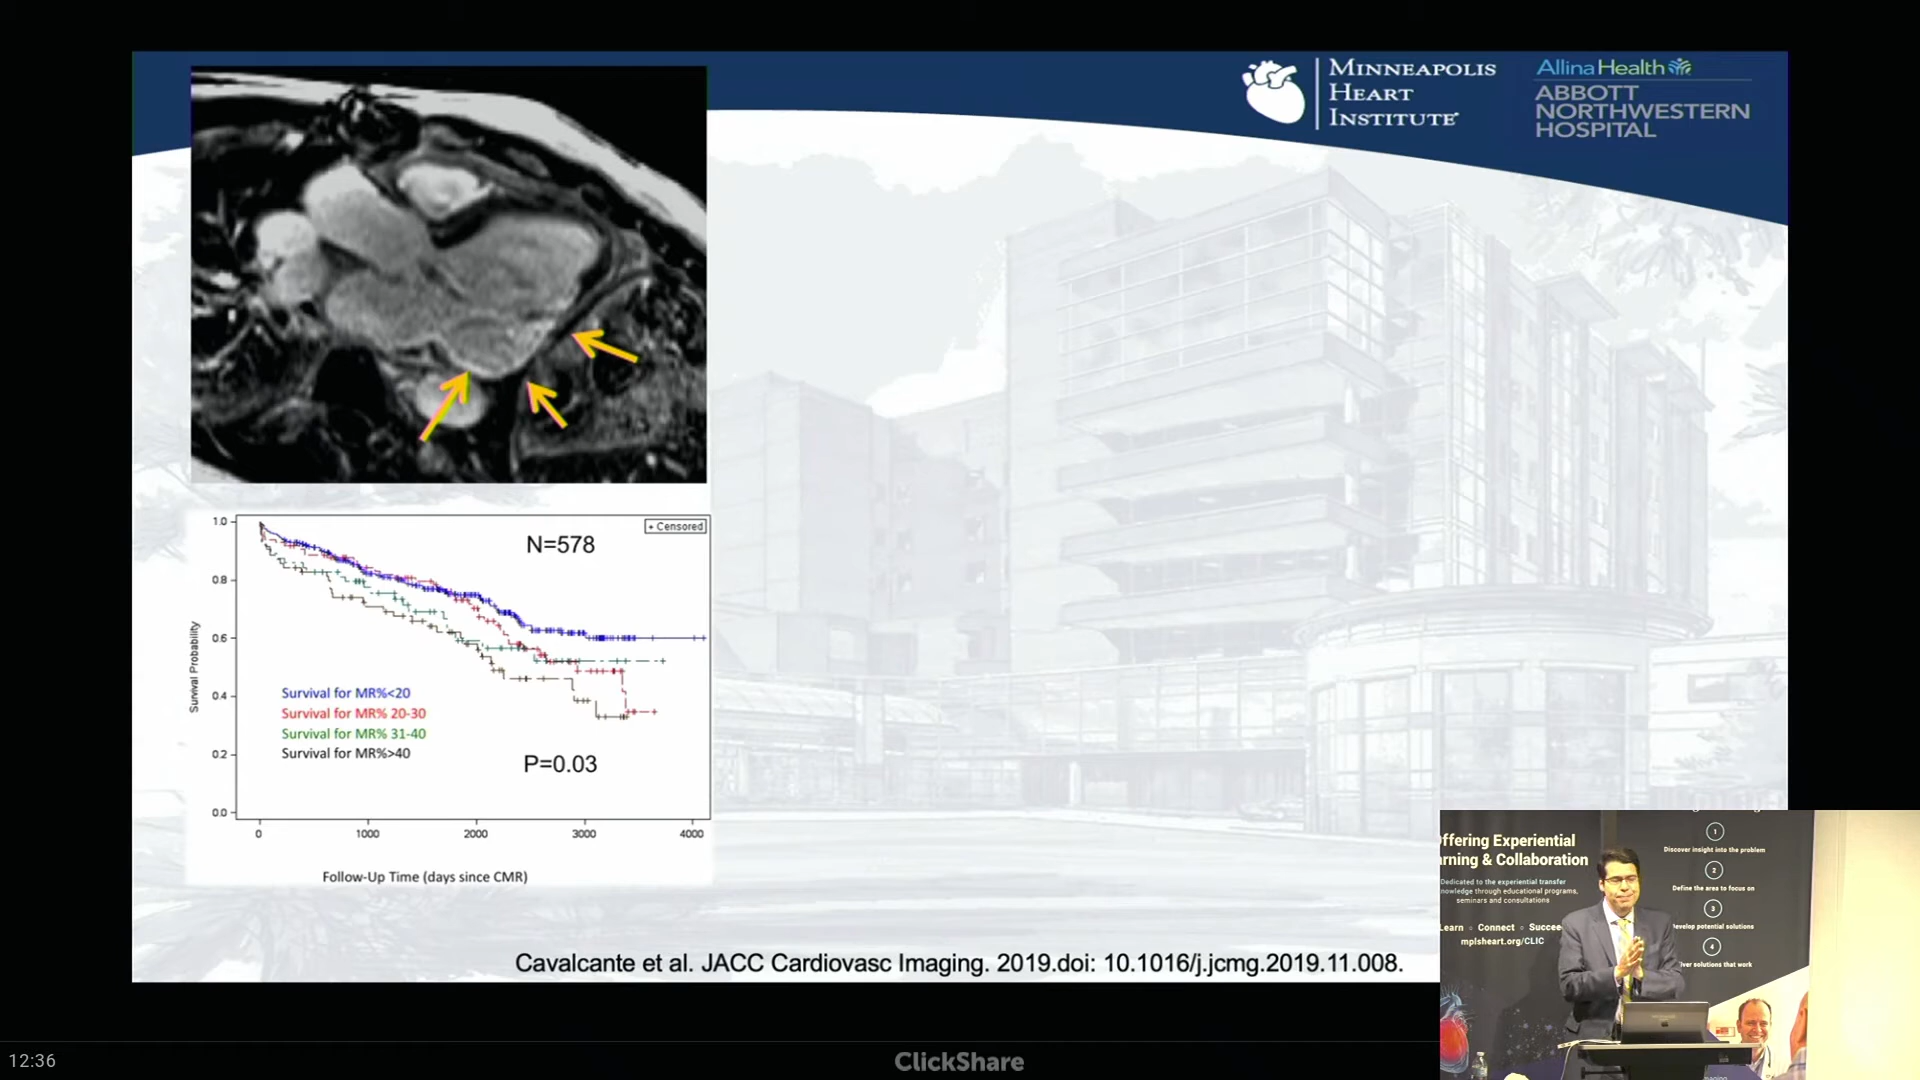 MINNEAPOLIS
HEART
INSTITUTE
Allina Health
ABBOTT
NORTHWESTERN
HOSPITAL
+ Censored
N=578
1.0
0.8
0.6
0.4
0.2
0.0
Survival Probability
Survival for MR%<20
Survival for MR% 20-30
Survival for MR% 31-40
Survival for MR%>40
P=0.03
0 1000 2000 3000 4000
Follow-Up Time (days since CMR)
Cavalcante et al. JACC Cardiovasc Imaging. 2019.doi: 10.1016/j.jcmg.2019.11.008.
ffering Experiential
rning & Collaboration
Dedicated to the experiential transfer
nowledge through educational programs,
seminars and consultations
Learn ◦ Connect ◦ Succee
mplsheart.org/CLIC
1
Discover insight into the problem
2
Define the area to focus on
3
evelop potential solutions
4
iver solutions that work
12:36
ClickShare